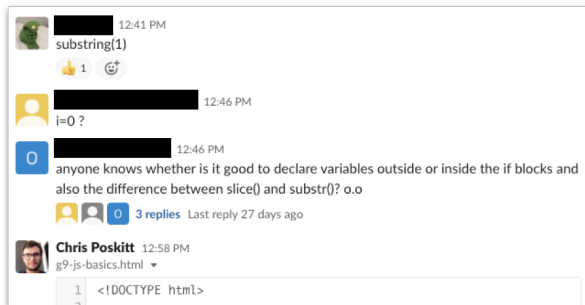 12:41 PM
substring(1)
1
12:46 PM
i=0 ?
O
12:46 PM
anyone knows whether is it good to declare variables outside or inside the if blocks and
also the difference between slice() and substr()? o.o
O 3 replies Last reply 27 days ago
Chris Poskitt 12:58 PM
g9-js-basics.html
1 <!DOCTYPE html>